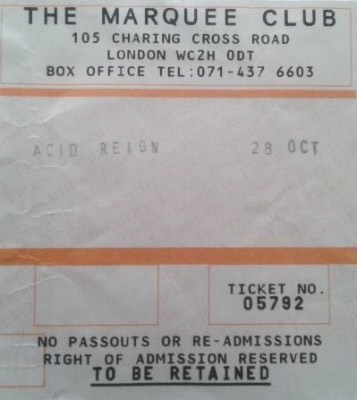 THE MARQUEE CLUB
105 CHARING CROSS ROAD
LONDON WC2H 0DT
BOX OFFICE TEL:071-437 6603
ACID REIGN 28 OCT
TICKET NO.
05792
NO PASSOUTS OR RE-ADMISSIONS
RIGHT OF ADMISSION RESERVED
TO BE RETAINED